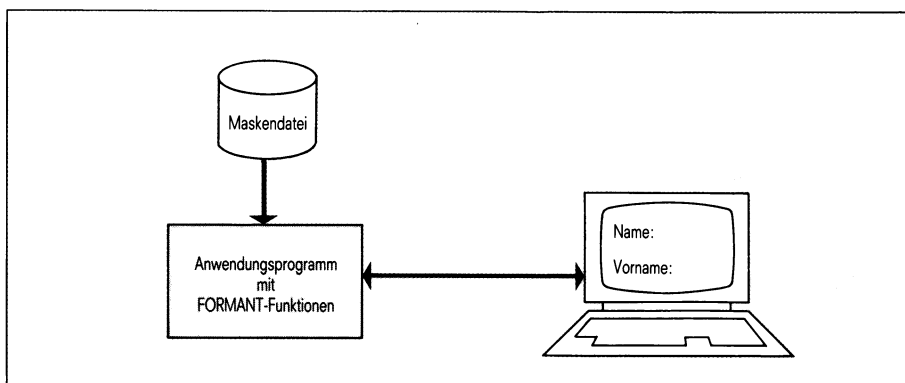 Maskendatei
Anwendungsprogramm
mit
FORMANT-Funktionen
Name:
Vorname: